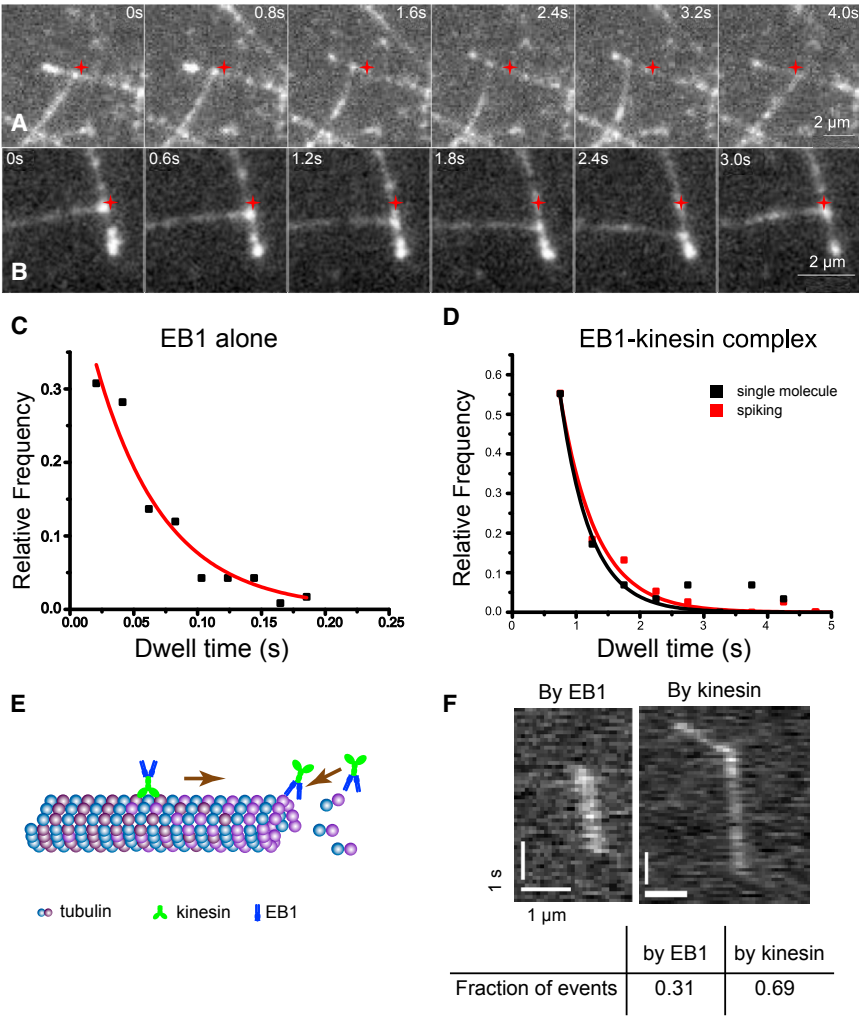 0s 0.8s 1.6s 2.4s 3.2s 4.0s
A
2 µm
0s 0.6s 1.2s 1.8s 2.4s 3.0s
B
2 µm
C
EB1 alone
Relative Frequency
0.3
0.2
0.1
0.0
0.00 0.05 0.10 0.15 0.20 0.25
Dwell time (s)
D
EB1-kinesin complex
single molecule
spiking
Relative Frequency
0.6
0.5
0.4
0.3
0.2
0.1
0.0
0 1 2 3 4 5
Dwell time (s)
E
tubulin kinesin EB1
F
By EB1 By kinesin
1 s
1 µm
by EB1 by kinesin
Fraction of events 0.31 0.69